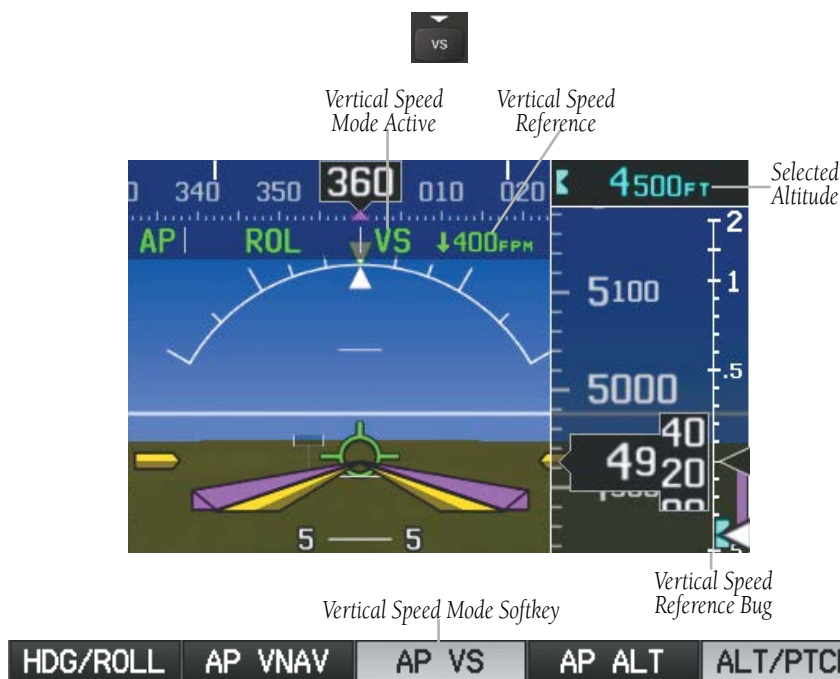 VS
Vertical Speed
Mode Active
Vertical Speed
Reference
340 350 360 010 020
4500FT
Selected
Altitude
AP ROL VS ↓400FPM
2
5100
1
.5
5000
40
4920
5 5
Vertical Speed
Reference Bug
Vertical Speed Mode Softkey
HDG/ROLL AP VNAV AP VS AP ALT ALT/PTCH